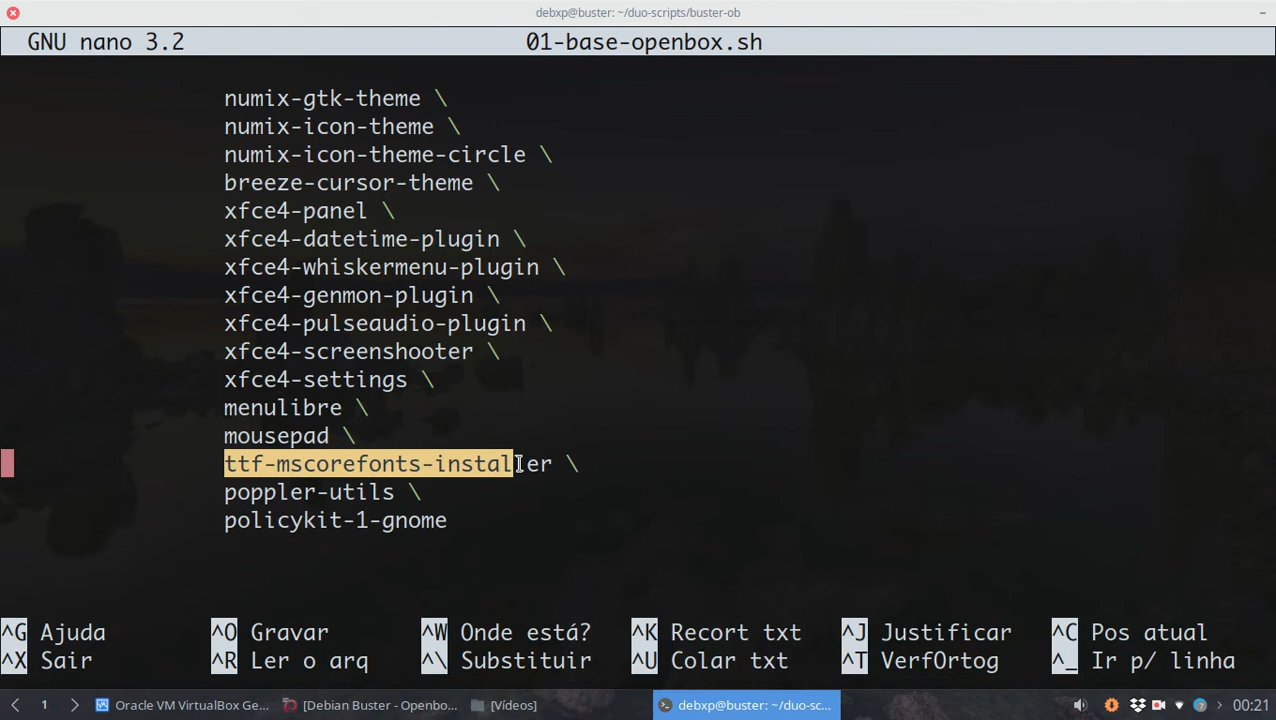 debxp@buster: ~/duo-scripts/buster-ob
GNU nano 3.2 01-base-openbox.sh
numix-gtk-theme \
numix-icon-theme \
numix-icon-theme-circle \
breeze-cursor-theme \
xfce4-panel \
xfce4-datetime-plugin \
xfce4-whiskermenu-plugin \
xfce4-genmon-plugin \
xfce4-pulseaudio-plugin \
xfce4-screenshooter \
xfce4-settings \
menulibre \
mousepad \
ttf-mscorefonts-installer \
poppler-utils \
policykit-1-gnome
^G Ajuda ^O Gravar ^W Onde está? ^K Recort txt ^J Justificar ^C Pos atual
^X Sair ^R Ler o arq ^\ Substituir ^U Colar txt ^T VerfOrtog ^_ Ir p/ linha
1 Oracle VM VirtualBox Ge... [Debian Buster - Openbo... [Vídeos] debxp@buster: ~/duo-sc... 00:21